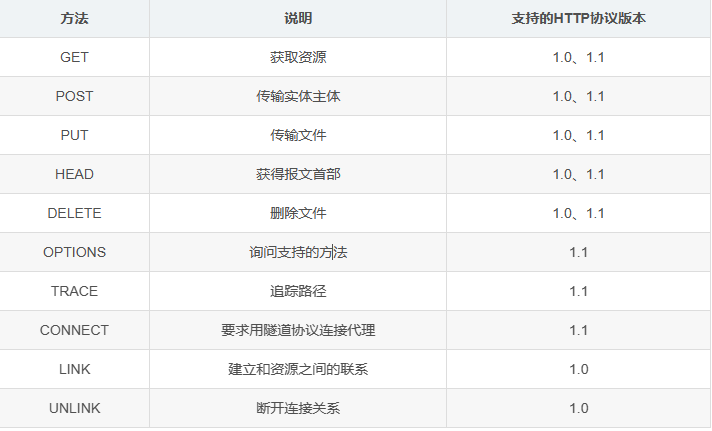 方法 说明 支持的HTTP协议版本
GET 获取资源 1.0、1.1
POST 传输实体主体 1.0、1.1
PUT 传输文件 1.0、1.1
HEAD 获得报文首部 1.0、1.1
DELETE 删除文件 1.0、1.1
OPTIONS 询问支持的方法 1.1
TRACE 追踪路径 1.1
CONNECT 要求用隧道协议连接代理 1.1
LINK 建立和资源之间的联系 1.0
UNLINK 断开连接关系 1.0